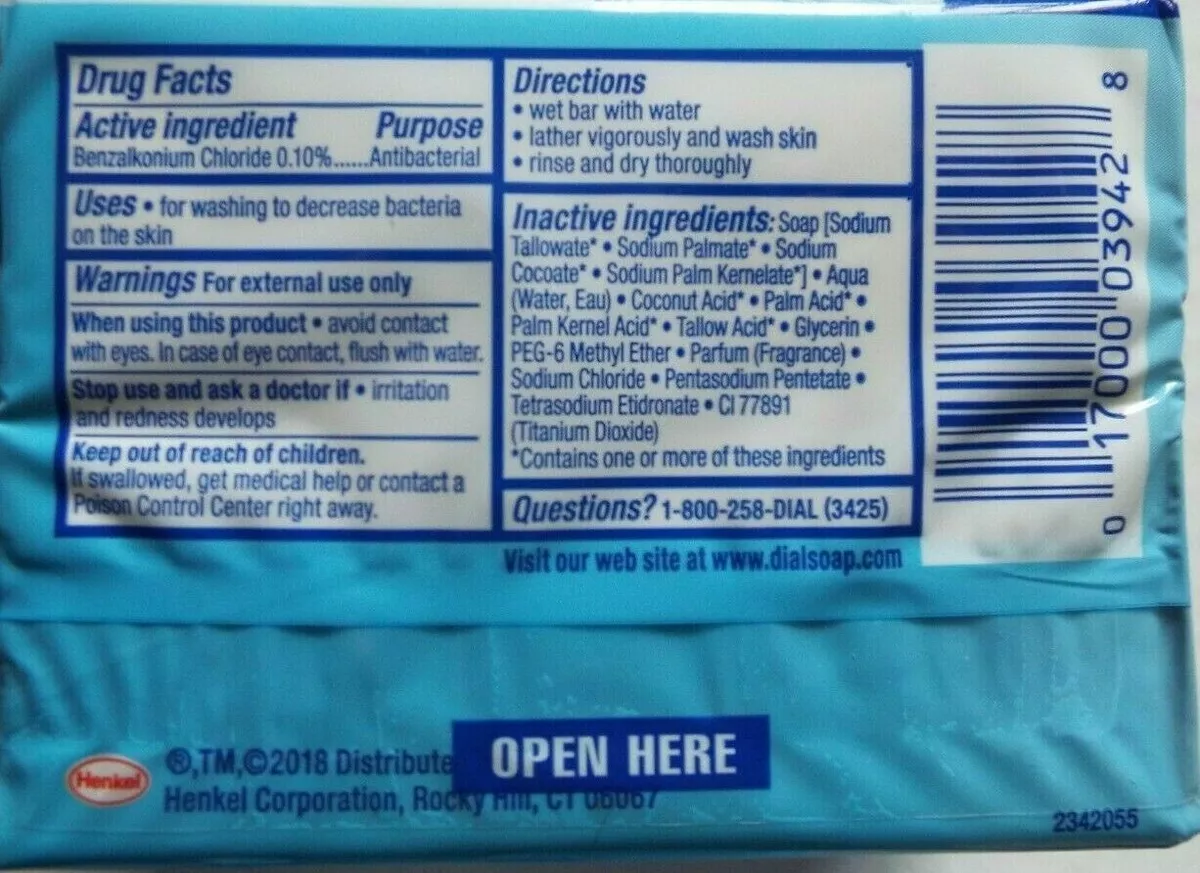 Drug Facts
Active ingredient Purpose
Benzalkonium Chloride 0.10%......Antibacterial
Uses • for washing to decrease bacteria
on the skin
Warnings For external use only
When using this product • avoid contact
with eyes. In case of eye contact, flush with water.
Stop use and ask a doctor if • irritation
and redness develops
Keep out of reach of children.
If swallowed, get medical help or contact a
Poison Control Center right away.
Directions
• wet bar with water
• lather vigorously and wash skin
• rinse and dry thoroughly
Inactive ingredients: Soap [Sodium
Tallowate* • Sodium Palmate* • Sodium
Cocoate* • Sodium Palm Kernelate*] • Aqua
(Water, Eau) • Coconut Acid* • Palm Acid* •
Palm Kernel Acid* • Tallow Acid* • Glycerin •
PEG-6 Methyl Ether • Parfum (Fragrance) •
Sodium Chloride • Pentasodium Pentetate •
Tetrasodium Etidronate • CI 77891
(Titanium Dioxide)
*Contains one or more of these ingredients
Questions? 1-800-258-DIAL (3425)
Visit our web site at www.dialsoap.com
0 17000 03942 8
Henkel
®,TM,©2018 Distribute
Henkel Corporation, Rocky Hill, CT 06067
OPEN HERE
2342055